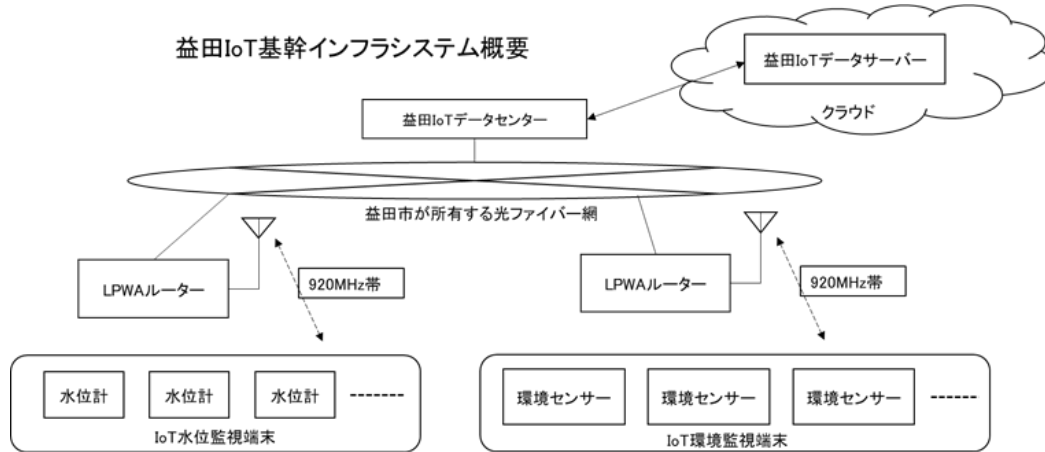 益田IoT基幹インフラシステム概要
益田IoTデータサーバー
クラウド
益田IoTデータセンター
益田市が所有する光ファイバー網
LPWAルーター
920MHz帯
LPWAルーター
920MHz帯
水位計
水位計
水位計
IoT水位監視端末
環境センサー
環境センサー
環境センサー
IoT環境監視端末